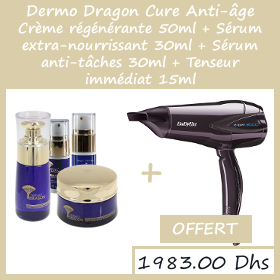 Dermo Dragon Cure Anti-âge
Crème régénérante 50ml + Sérum
extra-nourrissant 30ml + Sérum
anti-tâches 30ml + Tenseur
immédiat 15ml
+
BaByliss
OFFERT
1983.00 Dhs